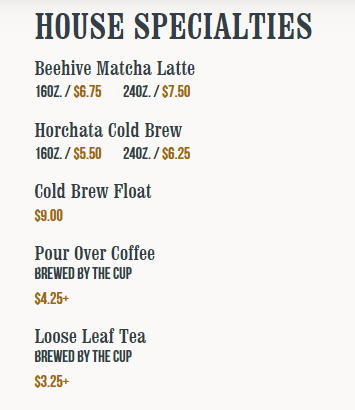 HOUSE SPECIALTIES
Beehive Matcha Latte
16OZ. / $6.75 24OZ. / $7.50
Horchata Cold Brew
16OZ. / $5.50 24OZ. / $6.25
Cold Brew Float
$9.00
Pour Over Coffee
BREWED BY THE CUP
$4.25+
Loose Leaf Tea
BREWED BY THE CUP
$3.25+